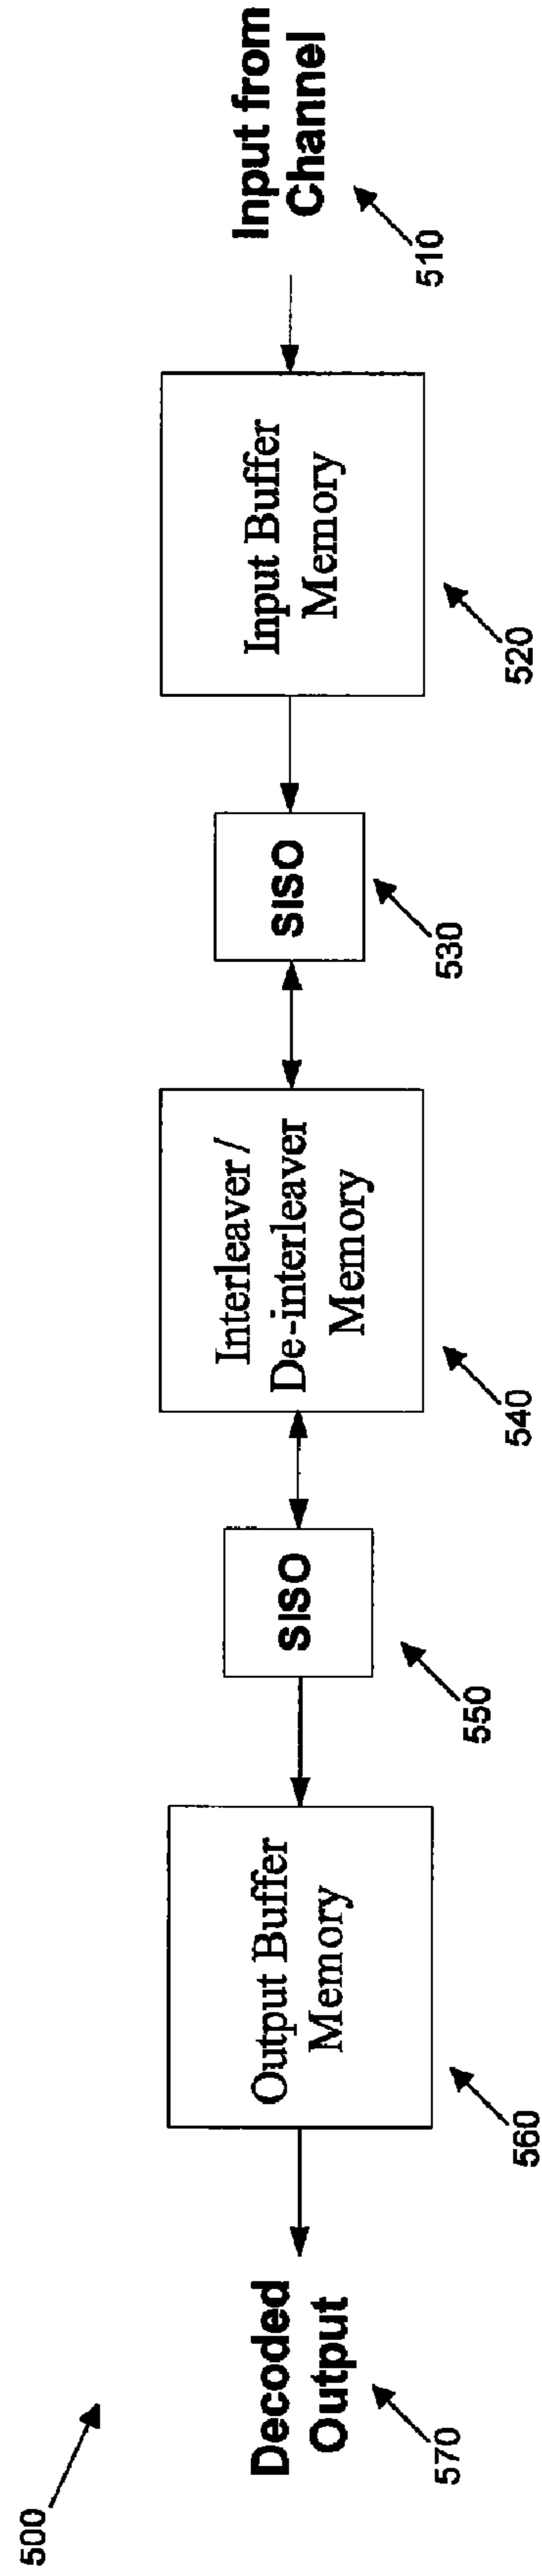 Input from
Channel
510
Input Buffer
Memory
520
SISO
530
Interleaver /
De-interleaver
Memory
540
SISO
550
Output Buffer
Memory
560
Decoded
Output
570
500